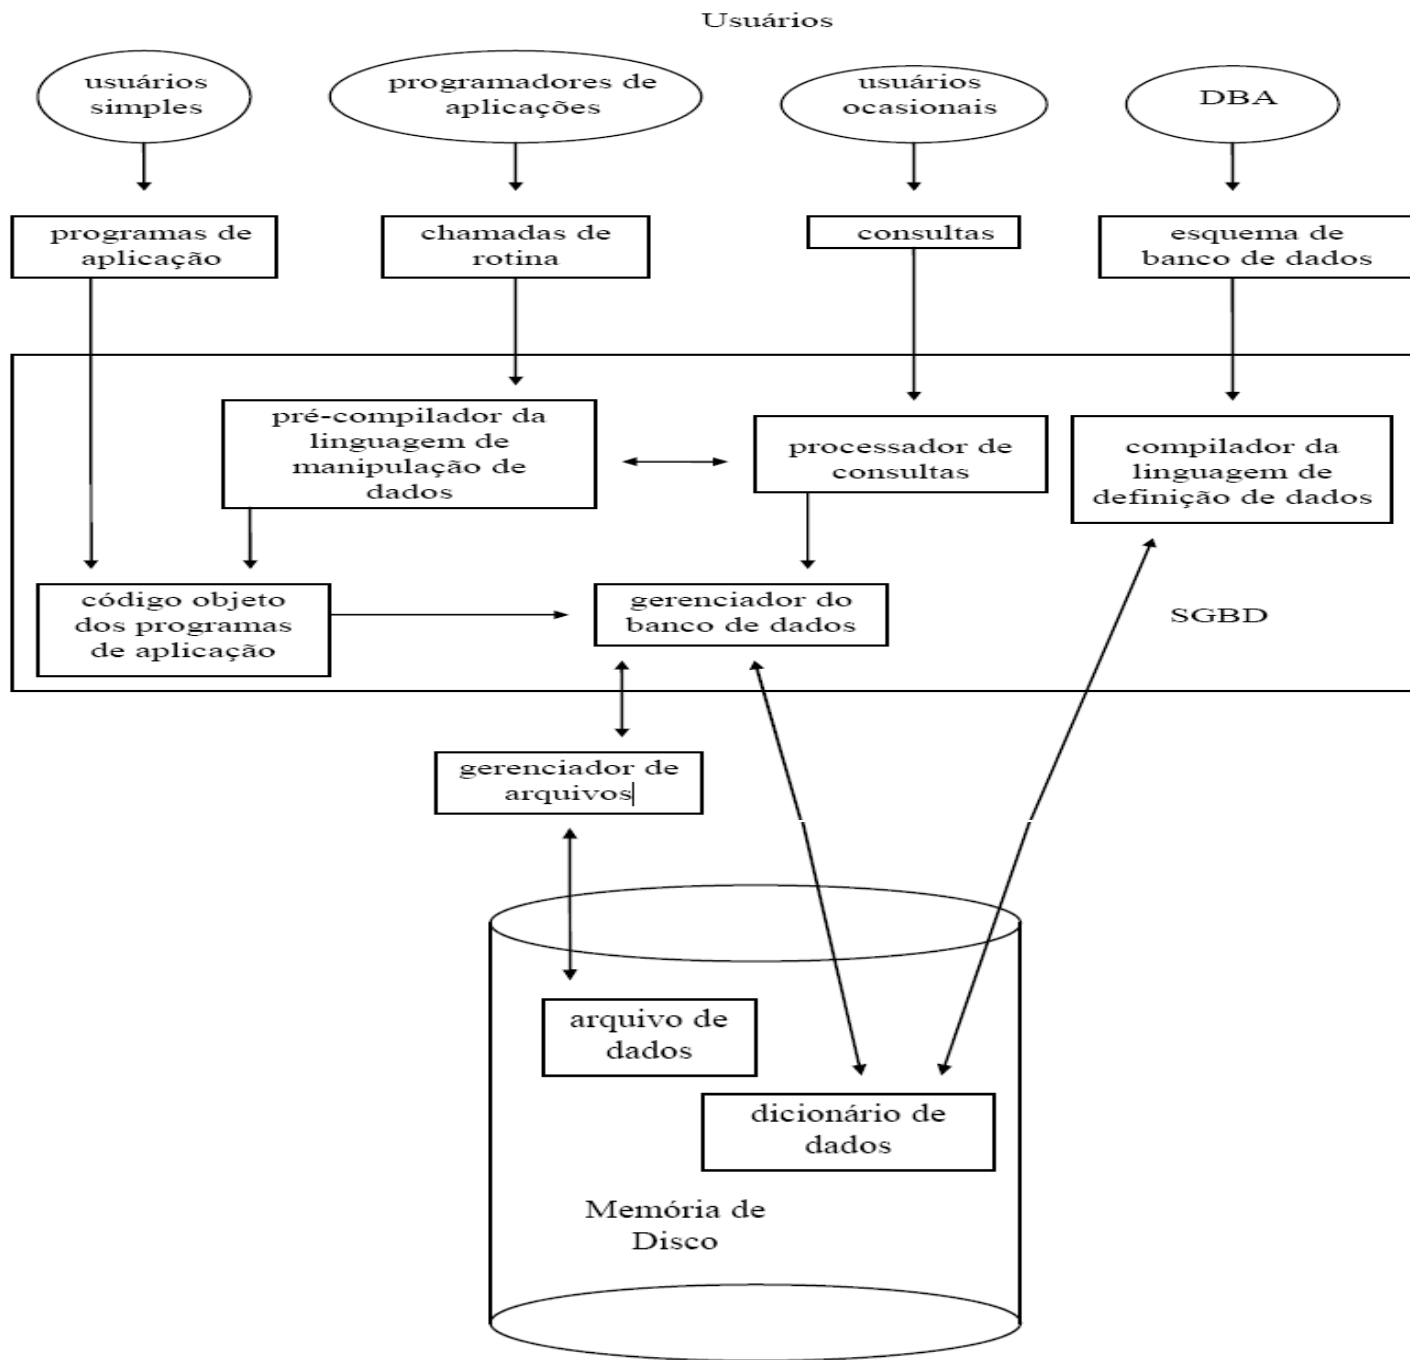 Usuários
usuários
simples
programadores de
aplicações
usuários
ocasionais
DBA
programas de
aplicação
chamadas de
rotina
consultas
esquema de
banco de dados
pré-compilador da
linguagem de
manipulação de
dados
processador de
consultas
compilador da
linguagem de
definição de dados
código objeto
dos programas
de aplicação
gerenciador do
banco de dados
SGBD
gerenciador de
arquivos
arquivo de
dados
dicionário de
dados
Memória de
Disco